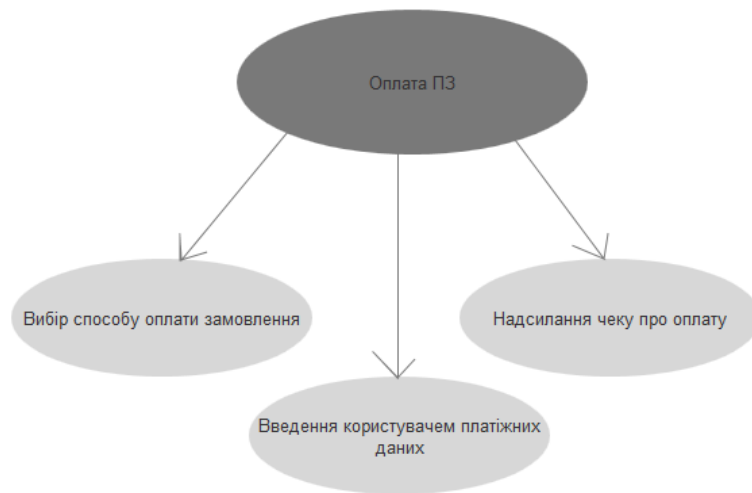 Оплата ПЗ
Вибір способу оплати замовлення
Надсилання чеку про оплату
Введення користувачем платіжних
даних